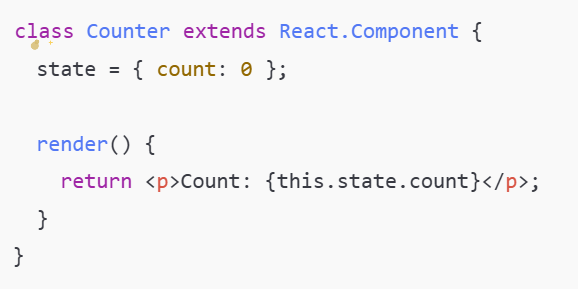 class Counter extends React.Component {
  state = { count: 0 };

  render() {
    return <p>Count: {this.state.count}</p>;
  }
}